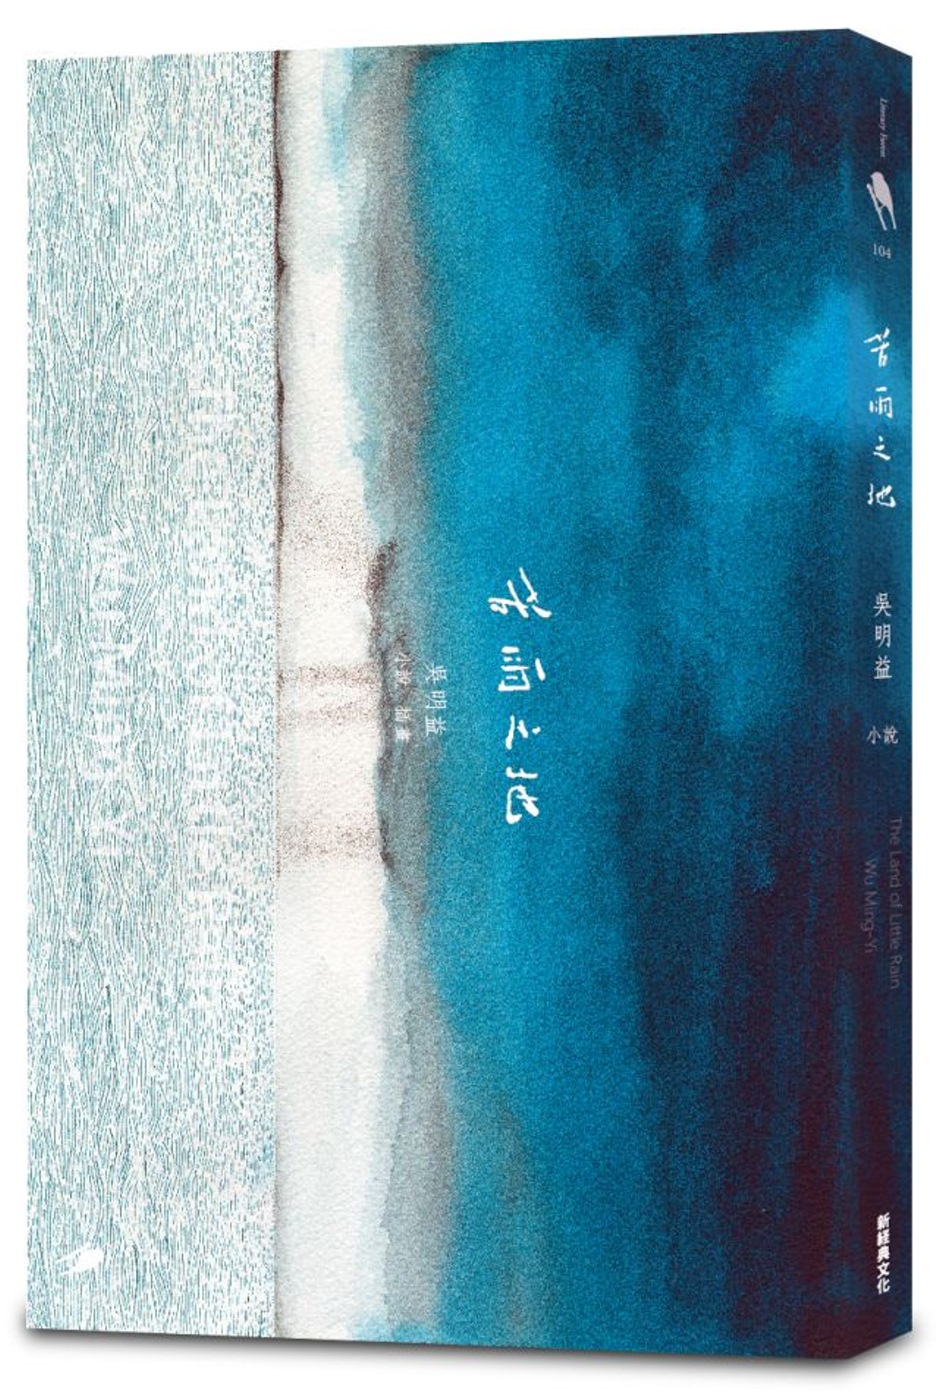 苦雨之地
吳明益
小說、插畫
The Land of Little Rain
Wu Ming-Yi
Literary Forest
104
苦雨之地
吳明益
小說
The Land of Little Rain
Wu Ming-Yi
新経典文化